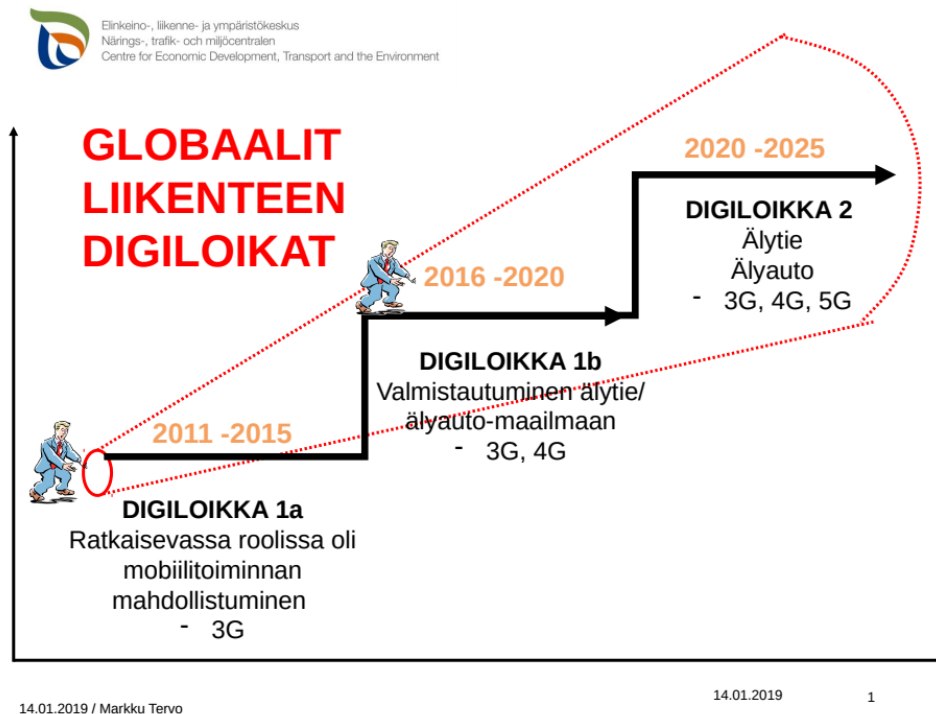 Elinkeino-, liikenne- ja ympäristökeskus
Närings-, trafik- och miljöcentralen
Centre for Economic Development, Transport and the Environment
GLOBAALIT
LIIKENTEEN
DIGILOIKAT
2020 -2025
DIGILOIKKA 2
Älytie
Älyauto
- 3G, 4G, 5G
2016 -2020
DIGILOIKKA 1b
Valmistautuminen älytie/
älyauto-maailmaan
- 3G, 4G
2011 -2015
DIGILOIKKA 1a
Ratkaisevassa roolissa oli
mobiilitoiminnan
mahdollistuminen
- 3G
14.01.2019 / Markku Tervo
14.01.2019
1